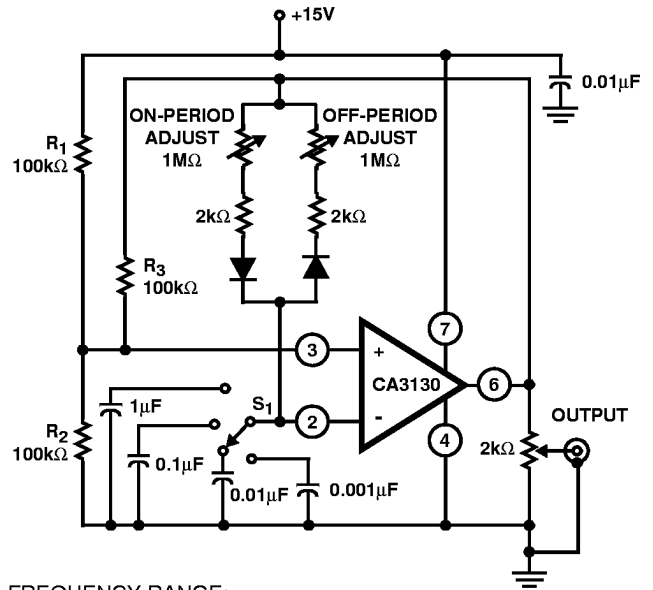 +15V
0.01µF
ON-PERIOD
ADJUST
1MΩ
OFF-PERIOD
ADJUST
1MΩ
R1
100kΩ
2kΩ
2kΩ
R3
100kΩ
7
3
+
CA3130
6
2
-
4
S1
1µF
0.1µF
0.01µF
0.001µF
R2
100kΩ
OUTPUT
2kΩ
FREQUENCY RANGE: